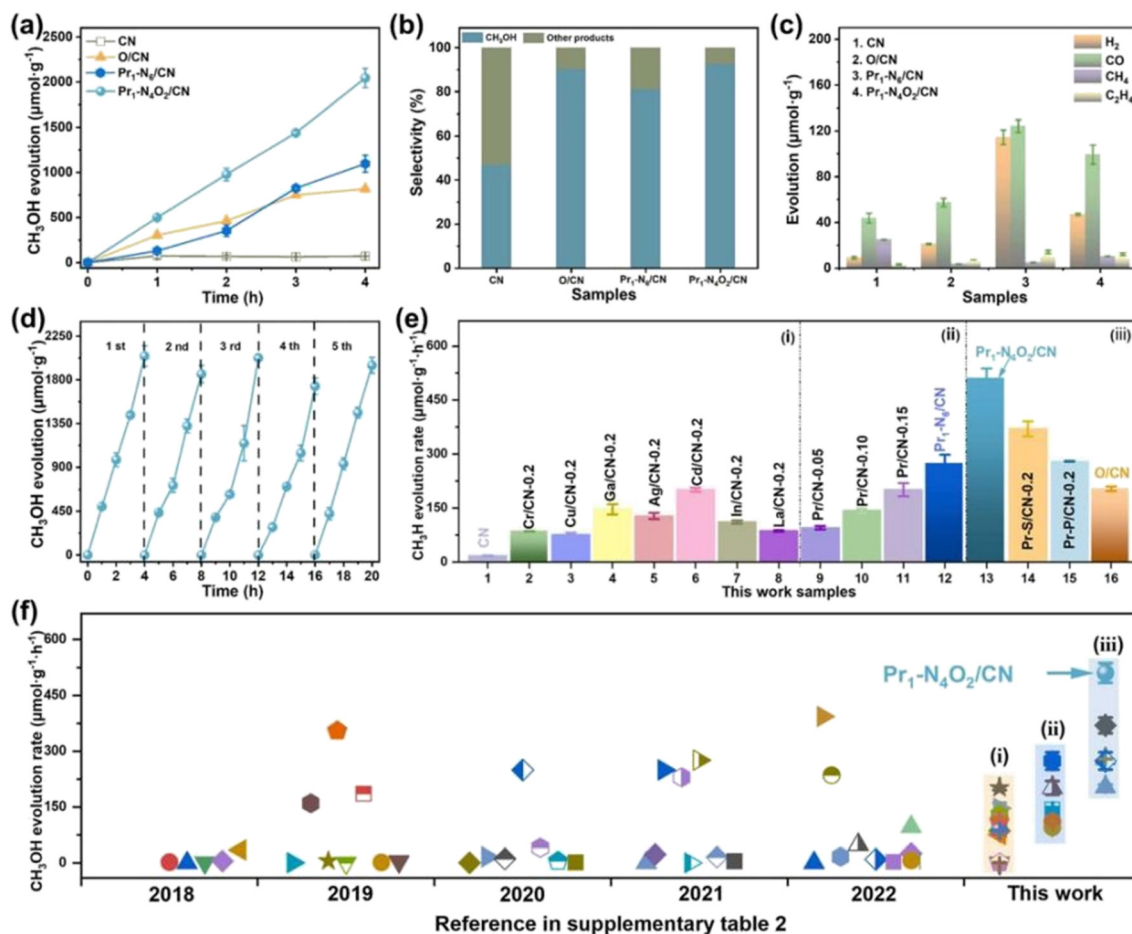 (a)
CH₃OH evolution (μmol·g⁻¹)
2500
2000
1500
1000
500
0
CN
O/CN
Pr₁-N₆/CN
Pr₁-N₄O₂/CN
0 1 2 3 4
Time (h)
(b)
Selectivity (%)
100
80
60
40
20
0
CH₃OH Other products
CN O/CN Pr₁-N₆/CN Pr₁-N₄O₂/CN
Samples
(c)
Evolution (μmol·g⁻¹)
200
160
120
80
40
0
1. CN
2. O/CN
3. Pr₁-N₆/CN
4. Pr₁-N₄O₂/CN
H₂
CO
CH₄
C₂H₄
1 2 3 4
Samples
(d)
CH₃OH evolution (μmol·g⁻¹)
2250
1800
1350
900
450
0
1 st 2 nd 3 rd 4 th 5 th
0 2 4 6 8 10 12 14 16 18 20
Time (h)
(e)
CH₃H evolution rate (μmol·g⁻¹·h⁻¹)
600
450
300
150
0
(i) (ii) (iii)
CN
Cr/CN-0.2
Cu/CN-0.2
Ga/CN-0.2
Ag/CN-0.2
Cd/CN-0.2
In/CN-0.2
La/CN-0.2
Pr/CN-0.05
Pr/CN-0.10
Pr/CN-0.15
Pr₁-N₆/CN
Pr₁-N₄O₂/CN
Pr-S/CN-0.2
Pr-P/CN-0.2
O/CN
1 2 3 4 5 6 7 8 9 10 11 12 13 14 15 16
This work samples
(f)
CH₃OH evolution rate (μmol·g⁻¹·h⁻¹)
600
450
300
150
0
Pr₁-N₄O₂/CN
(i)
(ii)
(iii)
2018 2019 2020 2021 2022 This work
Reference in supplementary table 2